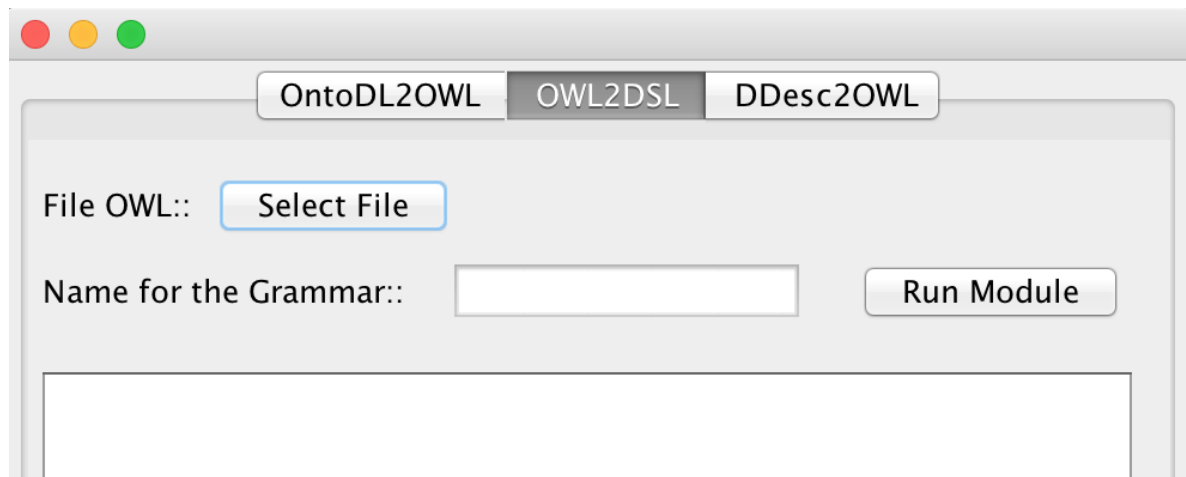 OntoDL2OWL OWL2DSL DDesc2OWL
File OWL:: Select File
Name for the Grammar:: Run Module